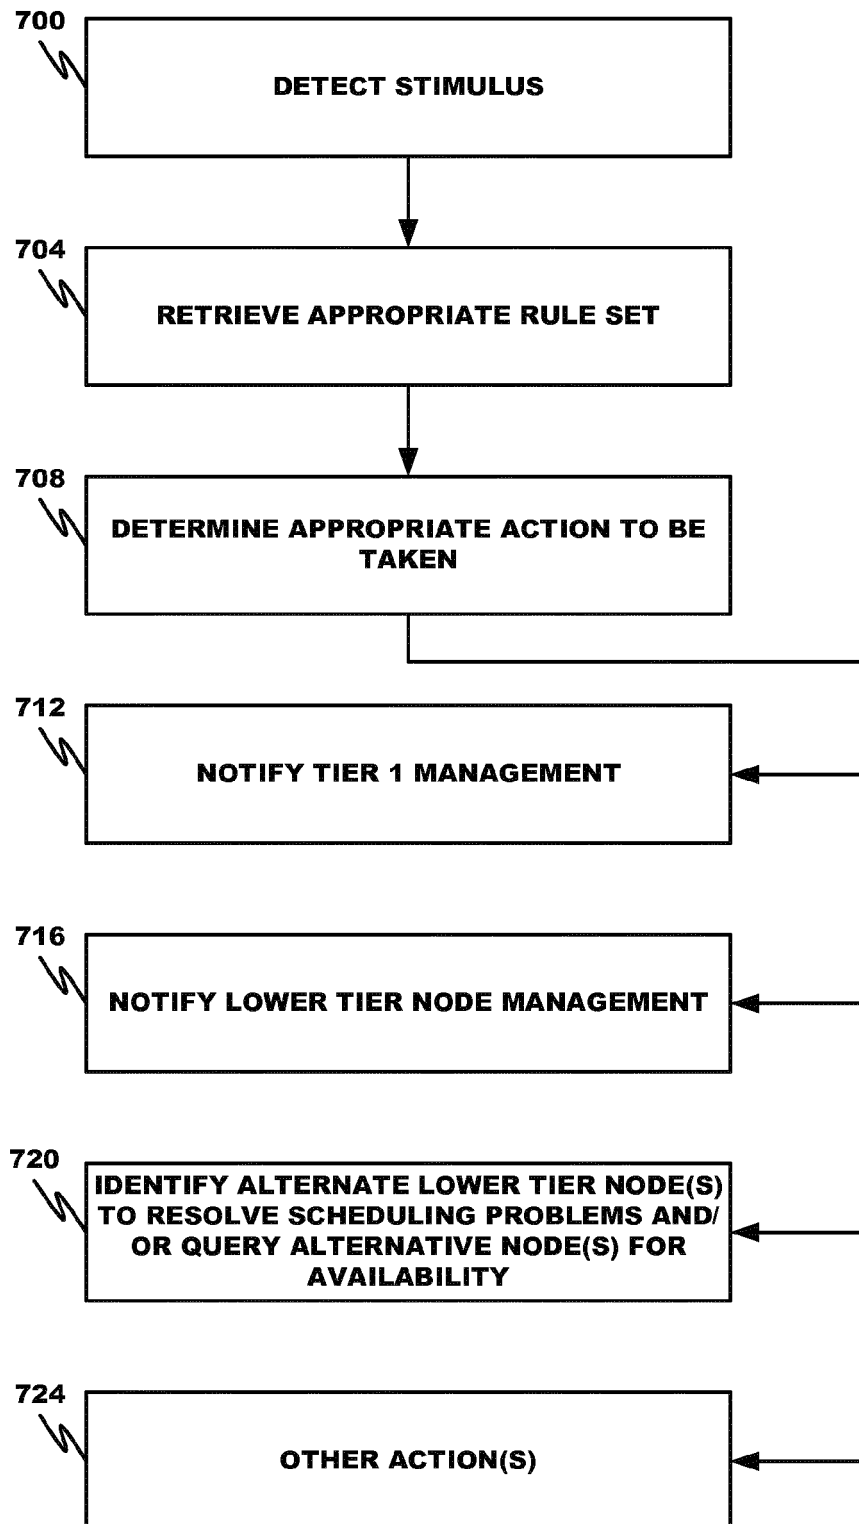 700
DETECT STIMULUS
704
RETRIEVE APPROPRIATE RULE SET
708
DETERMINE APPROPRIATE ACTION TO BE
TAKEN
712
NOTIFY TIER 1 MANAGEMENT
716
NOTIFY LOWER TIER NODE MANAGEMENT
720
IDENTIFY ALTERNATE LOWER TIER NODE(S)
TO RESOLVE SCHEDULING PROBLEMS AND/
OR QUERY ALTERNATIVE NODE(S) FOR
AVAILABILITY
724
OTHER ACTION(S)